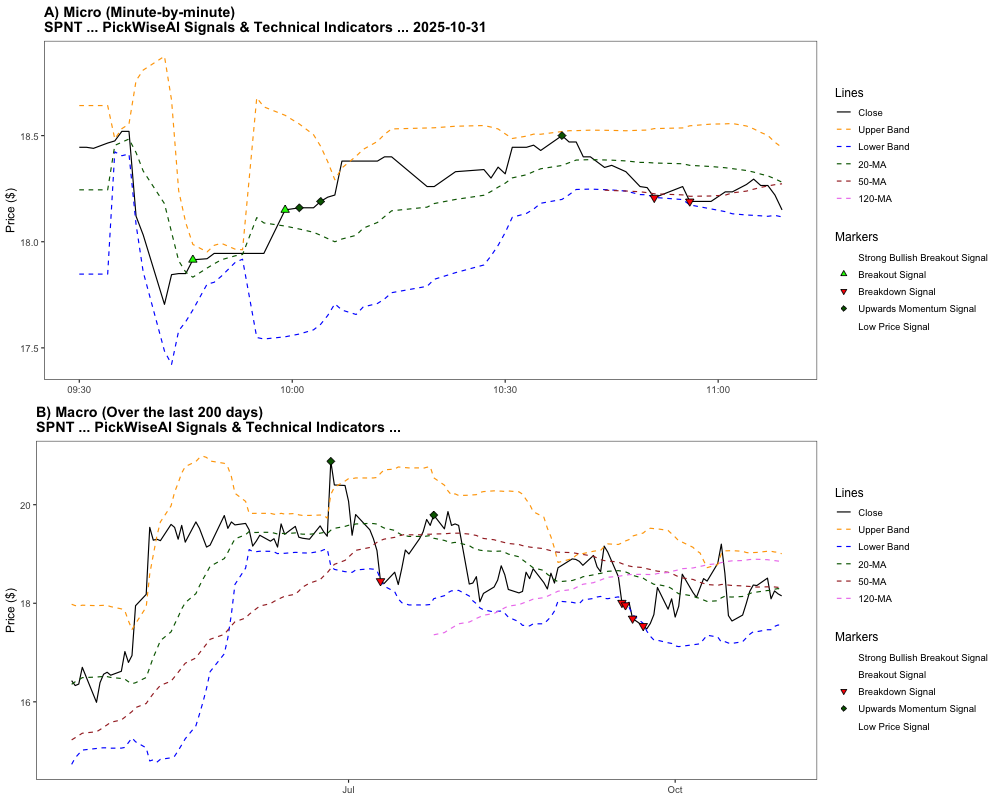 A) Micro (Minute-by-minute)
SPNT ... PickWiseAI Signals & Technical Indicators ... 2025-10-31
Price ($)
18.5
18.0
17.5
09:30
10:00
10:30
11:00
Lines
Close
Upper Band
Lower Band
20-MA
50-MA
120-MA
Markers
Strong Bullish Breakout Signal
Breakout Signal
Breakdown Signal
Upwards Momentum Signal
Low Price Signal
B) Macro (Over the last 200 days)
SPNT ... PickWiseAI Signals & Technical Indicators ...
Price ($)
20
18
16
Jul
Oct
Lines
Close
Upper Band
Lower Band
20-MA
50-MA
120-MA
Markers
Strong Bullish Breakout Signal
Breakout Signal
Breakdown Signal
Upwards Momentum Signal
Low Price Signal